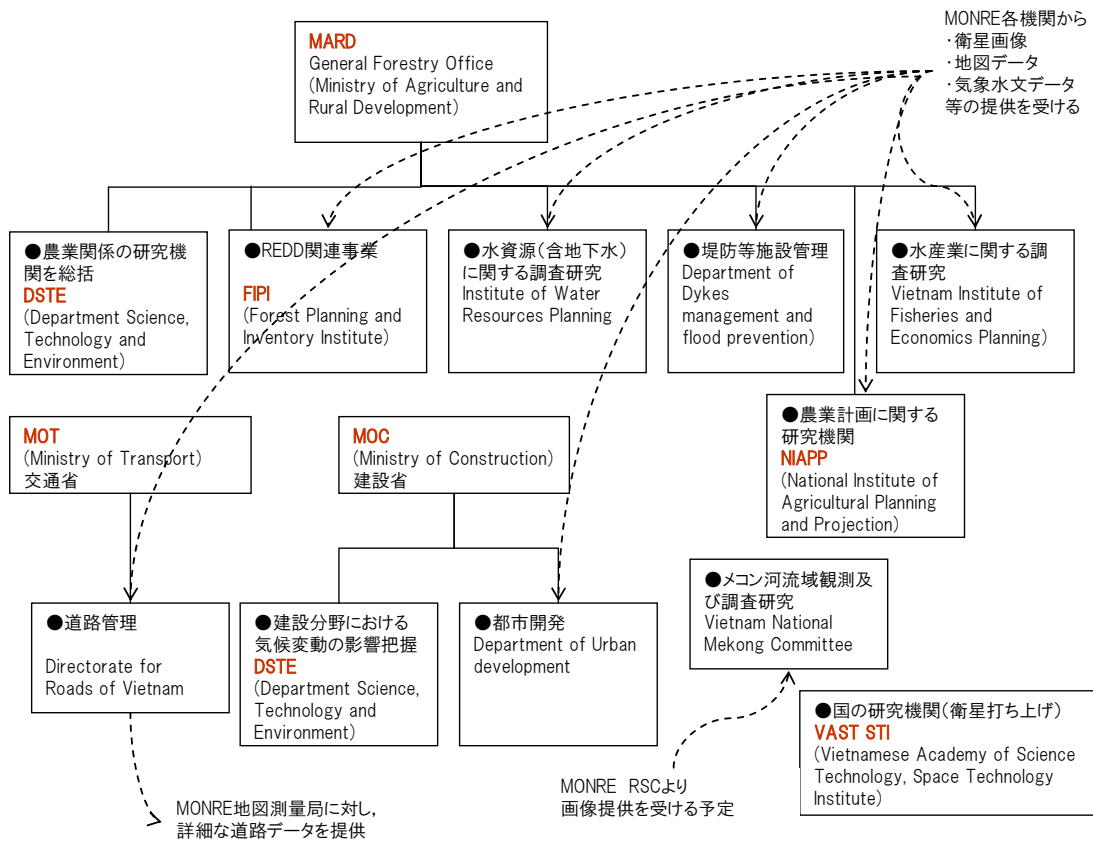 MONRE各機関から
・衛星画像
・地図データ
・気象水文データ
等の提供を受ける
MARD
General Forestry Office
(Ministry of Agriculture and
Rural Development)
●農業関係の研究機
関を総括
DSTE
(Department Science,
Technology and
Environment)
●REDD関連事業
FIPI
(Forest Planning and
Inventory Institute)
●水資源(含地下水)
に関する調査研究
Institute of Water
Resources Planning
●堤防等施設管理
Department of
Dykes
management and
flood prevention)
●水産業に関する調
査研究
Vietnam Institute of
Fisheries and
Economics Planning)
●農業計画に関する
研究機関
NIAPP
(National Institute of
Agricultural Planning
and Projection)
MOT
(Ministry of Transport)
交通省
MOC
(Ministry of Construction)
建設省
●道路管理
Directorate for
Roads of Vietnam
●建設分野における
気候変動の影響把握
DSTE
(Department Science,
Technology and
Environment)
●都市開発
Department of Urban
development
●メコン河流域観測及
び調査研究
Vietnam National
Mekong Committee
●国の研究機関(衛星打ち上げ)
VAST STI
(Vietnamese Academy of Science
Technology, Space Technology
Institute)
MONRE地図測量局に対し,
詳細な道路データを提供
MONRE RSCより
画像提供を受ける予定